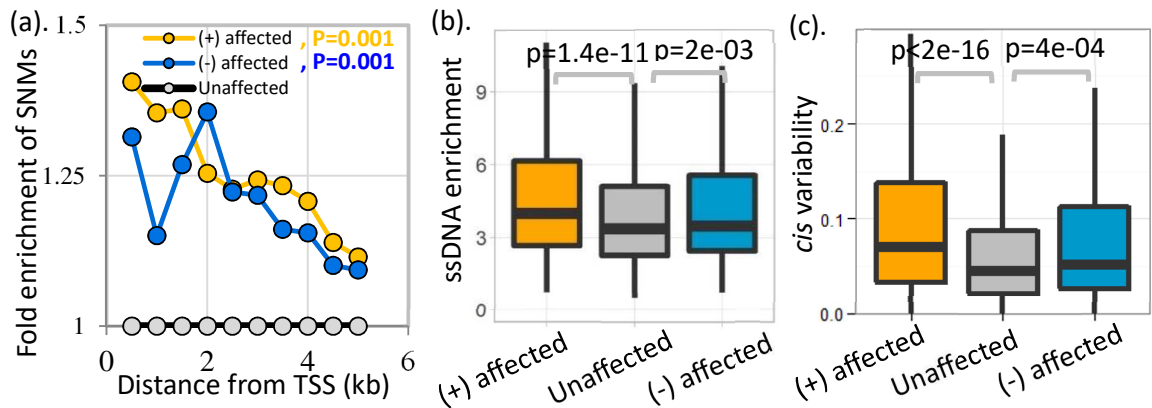 (a).
Fold enrichment of SNMs
1.5
1.25
1
(+) affected , P=0.001
(-) affected , P=0.001
Unaffected
0
2
4
6
Distance from TSS (kb)
(b).
ssDNA enrichment
9
6
3
0
p=1.4e-11
p=2e-03
(+) affected
Unaffected
(-) affected
(c).
cis variability
0.2
0.1
0.0
p<2e-16
p=4e-04
(+) affected
Unaffected
(-) affected